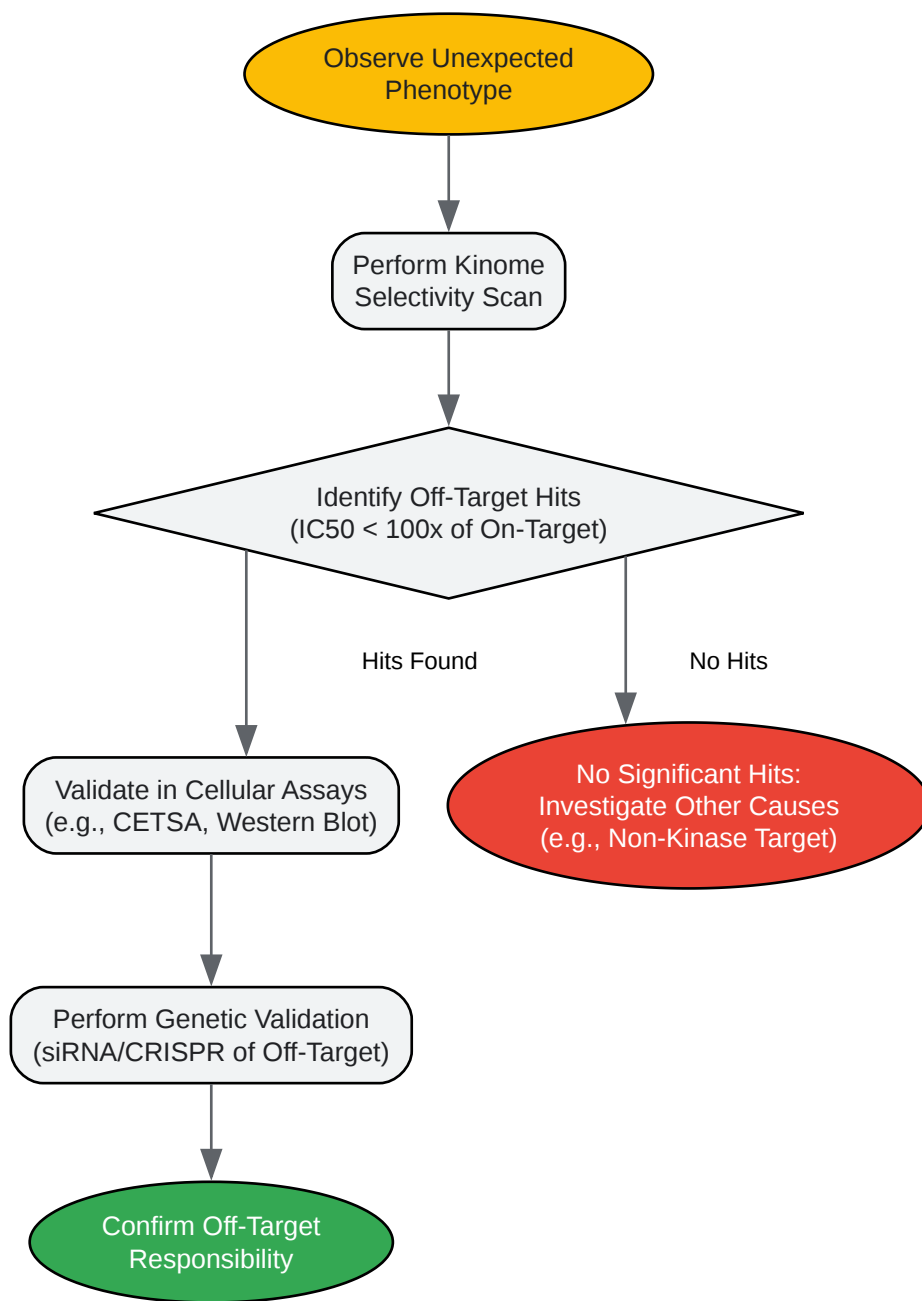 Observe Unexpected
Phenotype
Perform Kinome
Selectivity Scan
Identify Off-Target Hits
(IC50 < 100x of On-Target)
Hits Found
No Hits
Validate in Cellular Assays
(e.g., CETSA, Western Blot)
No Significant Hits:
Investigate Other Causes
(e.g., Non-Kinase Target)
Perform Genetic Validation
(siRNA/CRISPR of Off-Target)
Confirm Off-Target
Responsibility